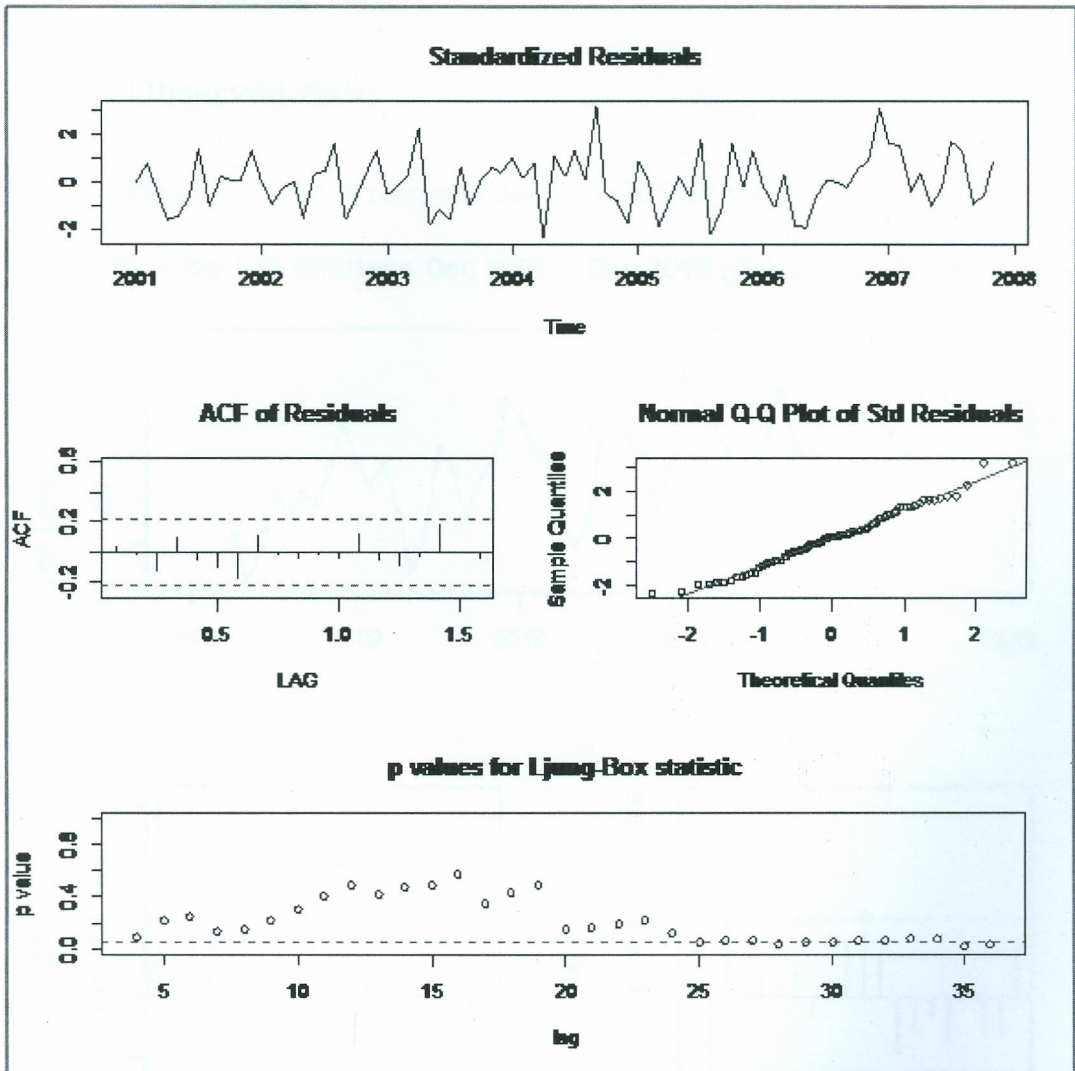 Standardized Residuals
2
0
-2
2001 2002 2003 2004 2005 2006 2007 2008
Time
ACF of Residuals
ACF
0.2
-0.2
0.5 1.0 1.5
LAG
Normal Q-Q Plot of Std Residuals
Sample Quantiles
2
0
-2
-2 -1 0 1 2
Theoretical Quantiles
p values for Ljung-Box statistic
p value
0.8
0.4
0.0
5 10 15 20 25 30 35
lag